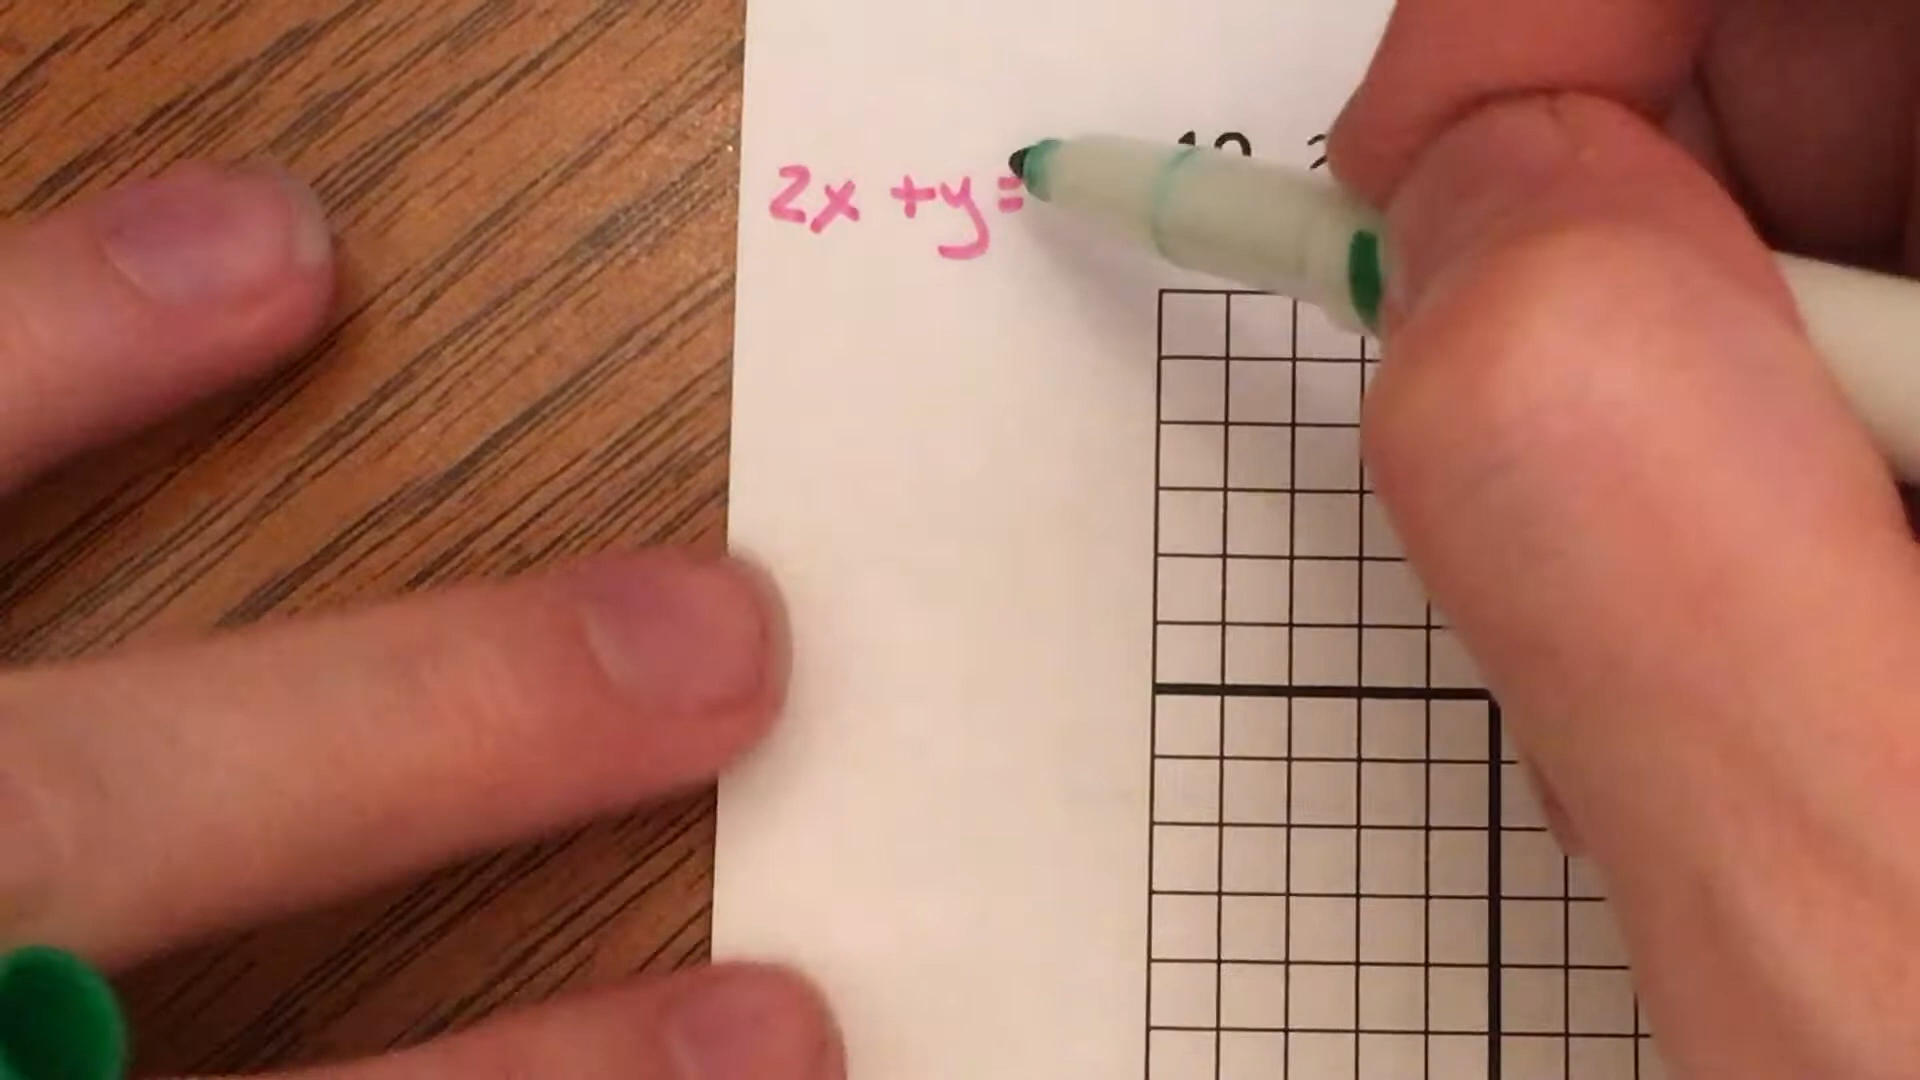 2x + y =